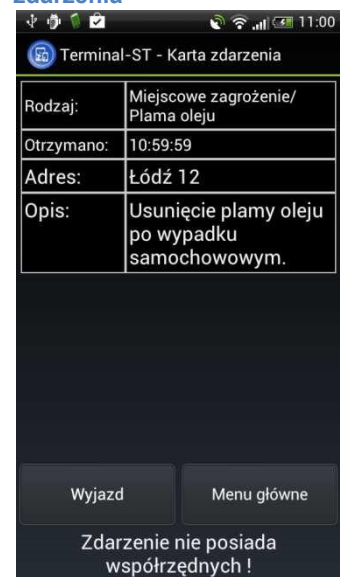 zdarzenia
11:00
Terminal-ST - Karta zdarzenia
Rodzaj: Miejscowe zagrożenie/
Plama oleju
Otrzymano: 10:59:59
Adres: Łódź 12
Opis: Usunięcie plamy oleju
po wypadku
samochowowym.
Wyjazd Menu główne
Zdarzenie nie posiada
współrzędnych !